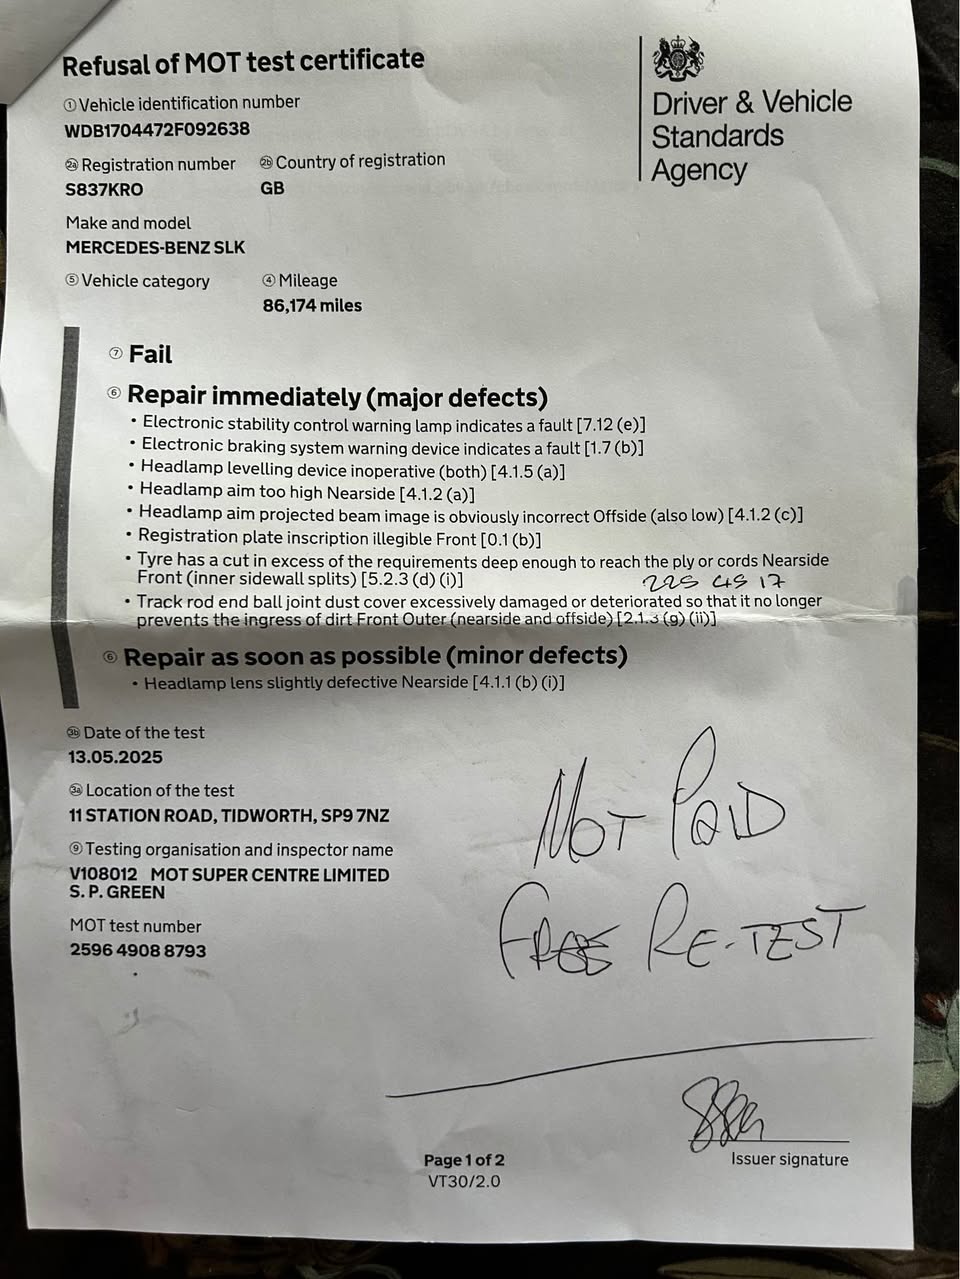 Refusal of MOT test certificate
Driver & Vehicle
Standards
Agency
① Vehicle identification number
WDB1704472F092638
2a Registration number 2b Country of registration
S837KRO GB
Make and model
MERCEDES-BENZ SLK
⑤ Vehicle category ④ Mileage
86,174 miles
⑦ Fail
⑥ Repair immediately (major defects)
• Electronic stability control warning lamp indicates a fault [7.12 (e)]
• Electronic braking system warning device indicates a fault [1.7 (b)]
• Headlamp levelling device inoperative (both) [4.1.5 (a)]
• Headlamp aim too high Nearside [4.1.2 (a)]
• Headlamp aim projected beam image is obviously incorrect Offside (also low) [4.1.2 (c)]
• Registration plate inscription illegible Front [0.1 (b)]
• Tyre has a cut in excess of the requirements deep enough to reach the ply or cords Nearside
Front (inner sidewall splits) [5.2.3 (d) (i)] 225 45 17
• Track rod end ball joint dust cover excessively damaged or deteriorated so that it no longer
prevents the ingress of dirt Front Outer (nearside and offside) [2.1.3 (g) (ii)]
⑥ Repair as soon as possible (minor defects)
• Headlamp lens slightly defective Nearside [4.1.1 (b) (i)]
3b Date of the test
13.05.2025
3a Location of the test
11 STATION ROAD, TIDWORTH, SP9 7NZ
⑨ Testing organisation and inspector name
V108012 MOT SUPER CENTRE LIMITED
S. P. GREEN
MOT test number
2596 4908 8793
MOT PAID
FREE RE-TEST
Issuer signature
Page 1 of 2
VT30/2.0